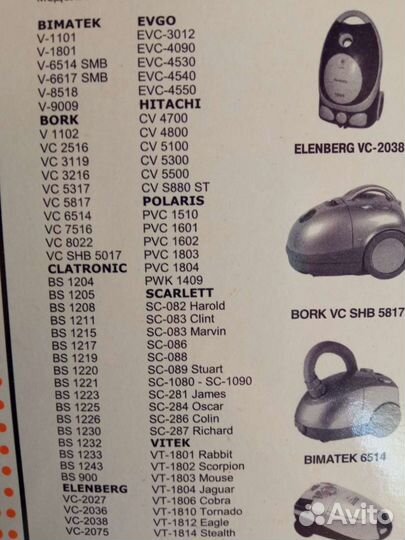 BIMATEK
V-1101
V-1801
V-6514 SMB
V-6617 SMB
V-8518
V-9009
BORK
V 1102
VC 2516
VC 3119
VC 3216
VC 5317
VC 5817
VC 6514
VC 7516
VC 8022
VC SHB 5017
CLATRONIC
BS 1204
BS 1205
BS 1208
BS 1211
BS 1215
BS 1217
BS 1219
BS 1220
BS 1221
BS 1223
BS 1225
BS 1226
BS 1230
BS 1232
BS 1233
BS 1243
BS 900
ELENBERG
VC-2027
VC-2036
VC-2038
VC-2075
EVGO
EVC-3012
EVC-4090
EVC-4530
EVC-4540
EVC-4550
HITACHI
CV 4700
CV 4800
CV 5100
CV 5300
CV 5500
CV S880 ST
POLARIS
PVC 1510
PVC 1601
PVC 1602
PVC 1803
PVC 1804
PWK 1409
SCARLETT
SC-082 Harold
SC-083 Clint
SC-083 Marvin
SC-086
SC-088
SC-089 Stuart
SC-1080 - SC-1090
SC-281 James
SC-284 Oscar
SC-286 Colin
SC-287 Richard
VITEK
VT-1801 Rabbit
VT-1802 Scorpion
VT-1803 Mouse
VT-1804 Jaguar
VT-1806 Cobra
VT-1810 Tornado
VT-1812 Eagle
VT-1814 Stealth
ELENBERG VC-2038
BORK VC SHB 5817
BIMATEK 6514
Avito